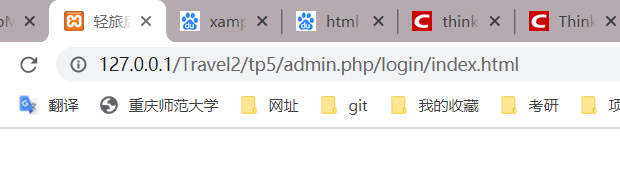 轻旅 xamp html think Think
127.0.0.1/Travel2/tp5/admin.php/login/index.html
翻译 重庆师范大学 网址 git 我的收藏 考研